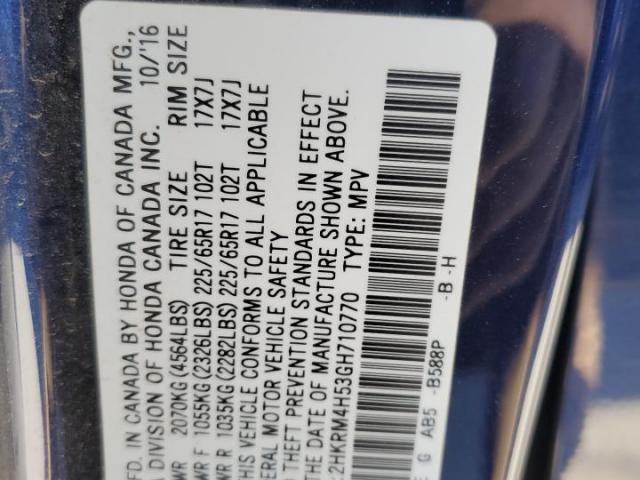 MFD. IN CANADA BY HONDA OF CANADA MFG.,
A DIVISION OF HONDA CANADA INC. 10/'16
WR 2070KG (4564LBS) TIRE SIZE RIM SIZE
WR F 1055KG (2326LBS) 225/65R17 102T 17X7J
WR R 1035KG (2282LBS) 225/65R17 102T 17X7J
THIS VEHICLE CONFORMS TO ALL APPLICABLE
ERAL MOTOR VEHICLE SAFETY
THEFT PREVENTION STANDARDS IN EFFECT
DATE OF MANUFACTURE SHOWN ABOVE.
:2HKRM4H53GH710770 TYPE: MPV
E G AB5 -B588P -B-H